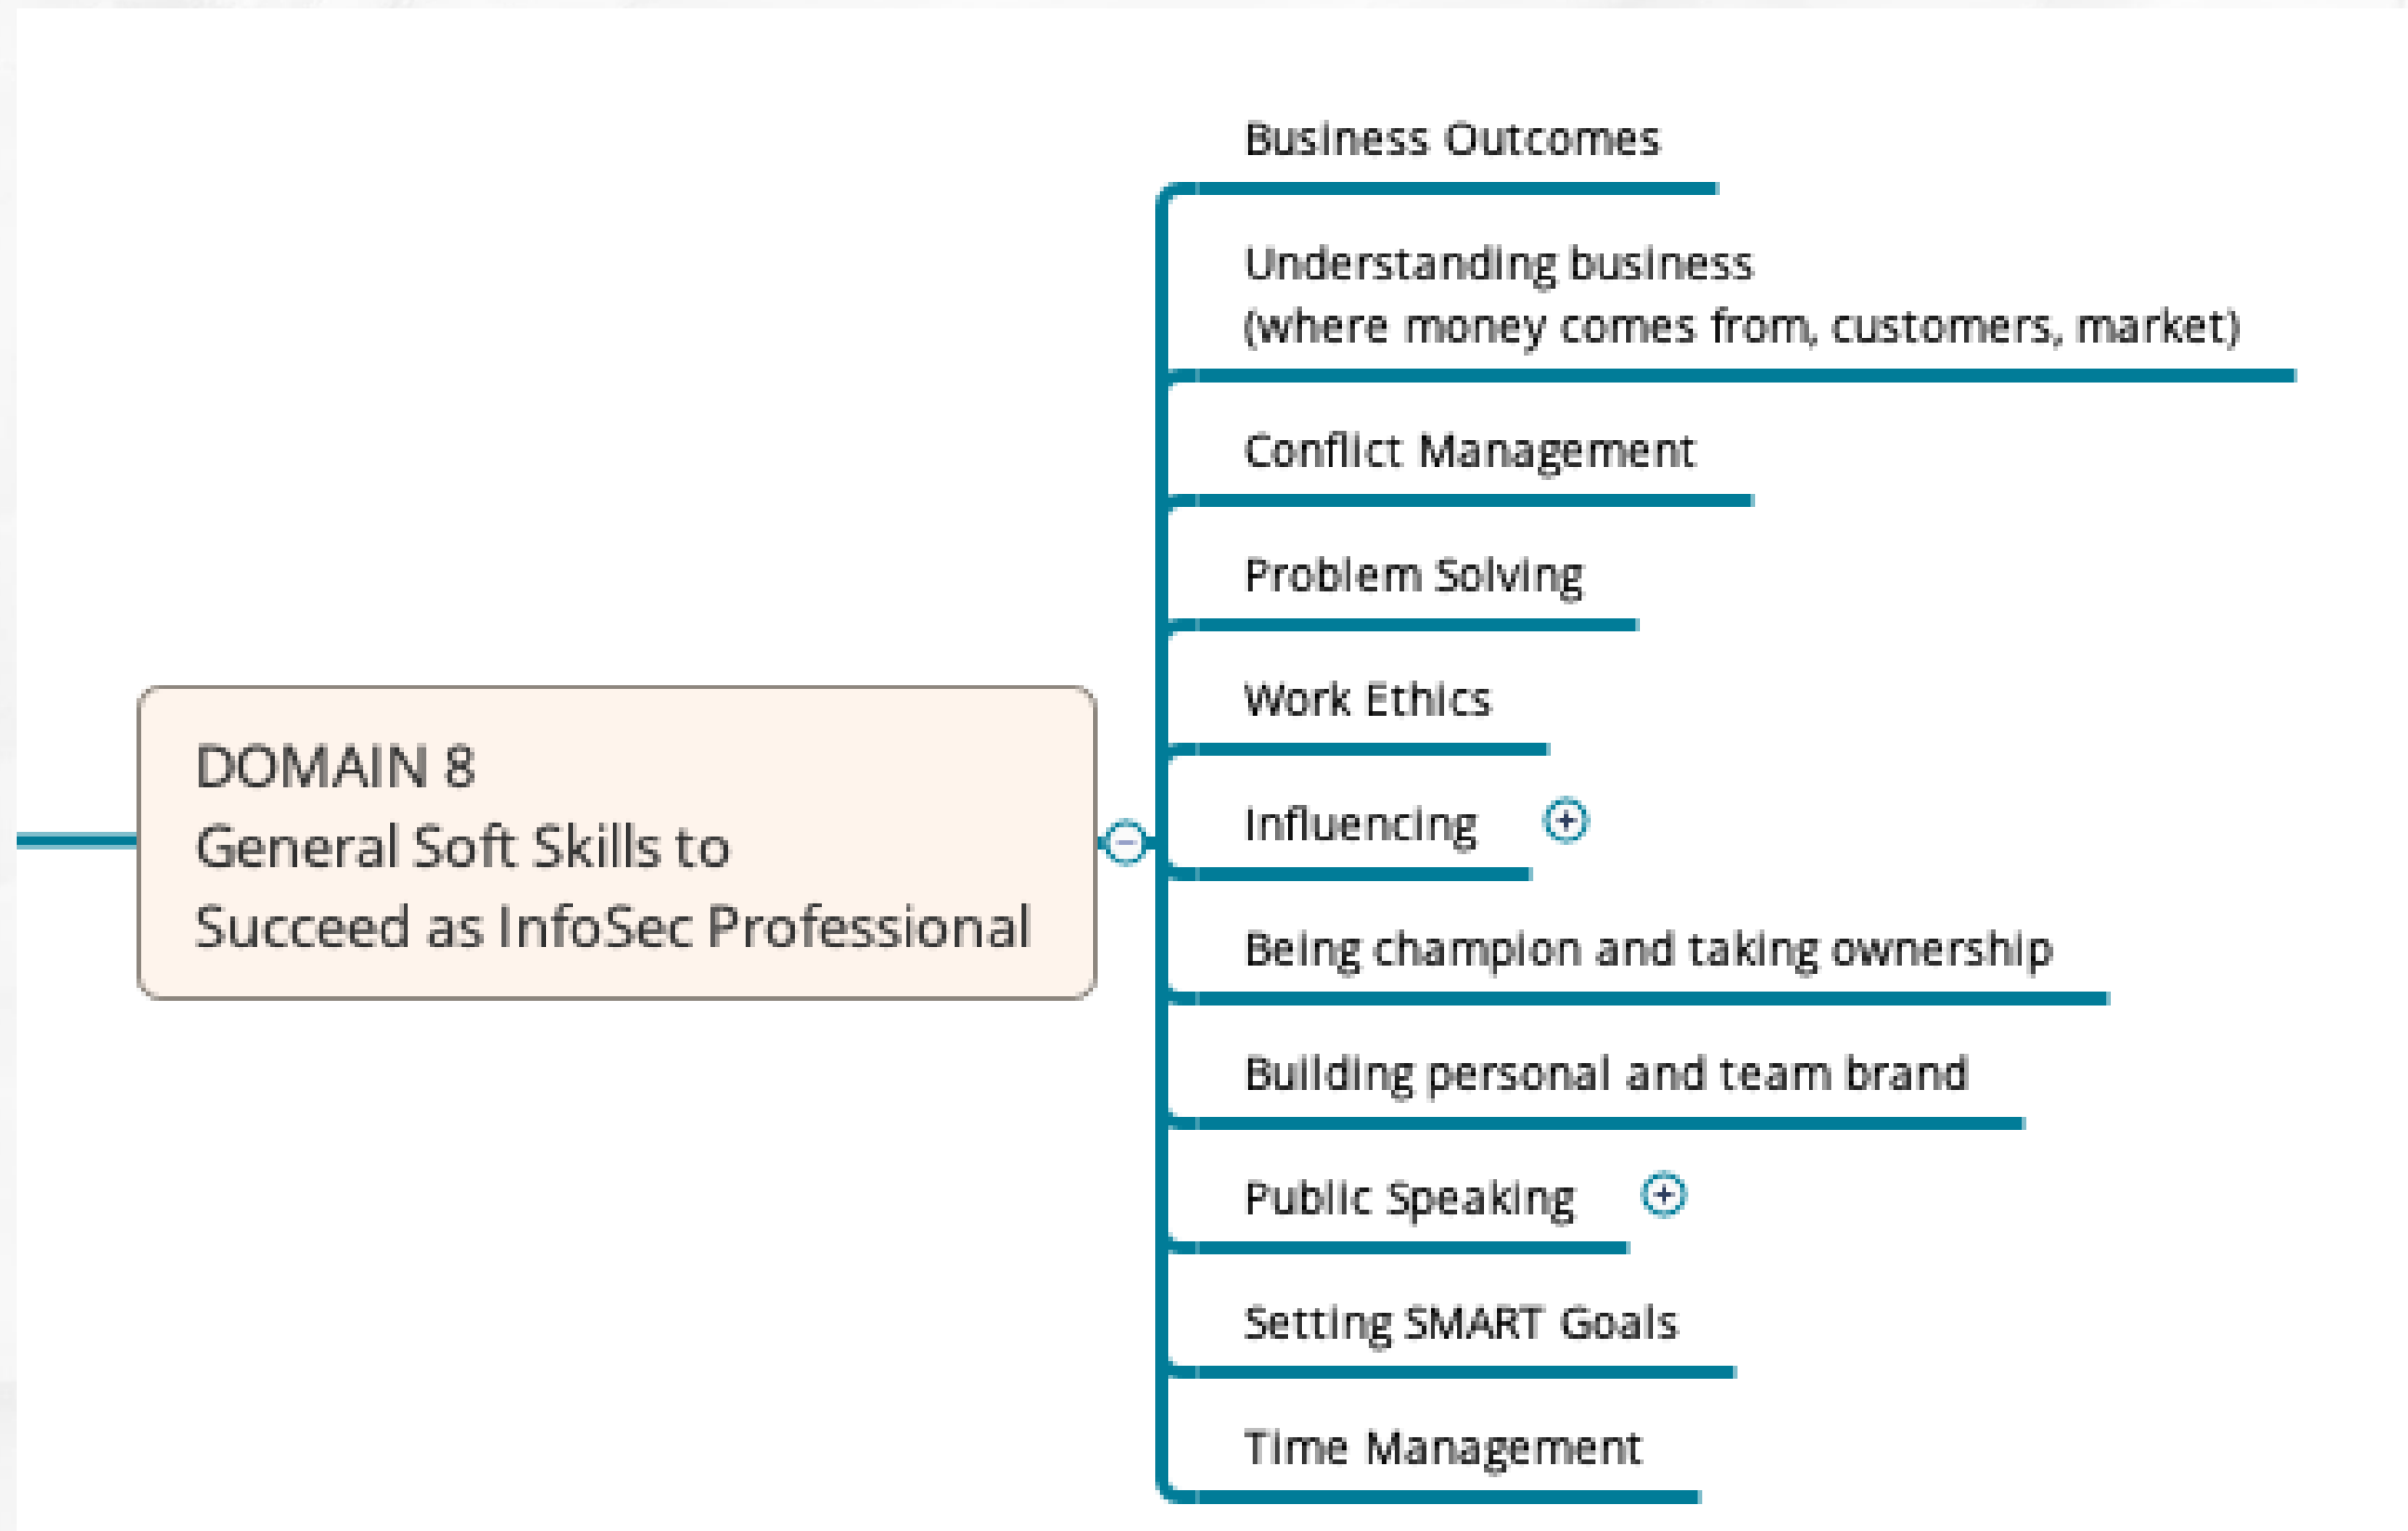 Business Outcomes
Understanding business
(where money comes from, customers, market)
Conflict Management
Problem Solving
Work Ethics
DOMAIN 8
General Soft Skills to
Succeed as InfoSec Professional
Influencing
Being champion and taking ownership
Building personal and team brand
Public Speaking
Setting SMART Goals
Time Management